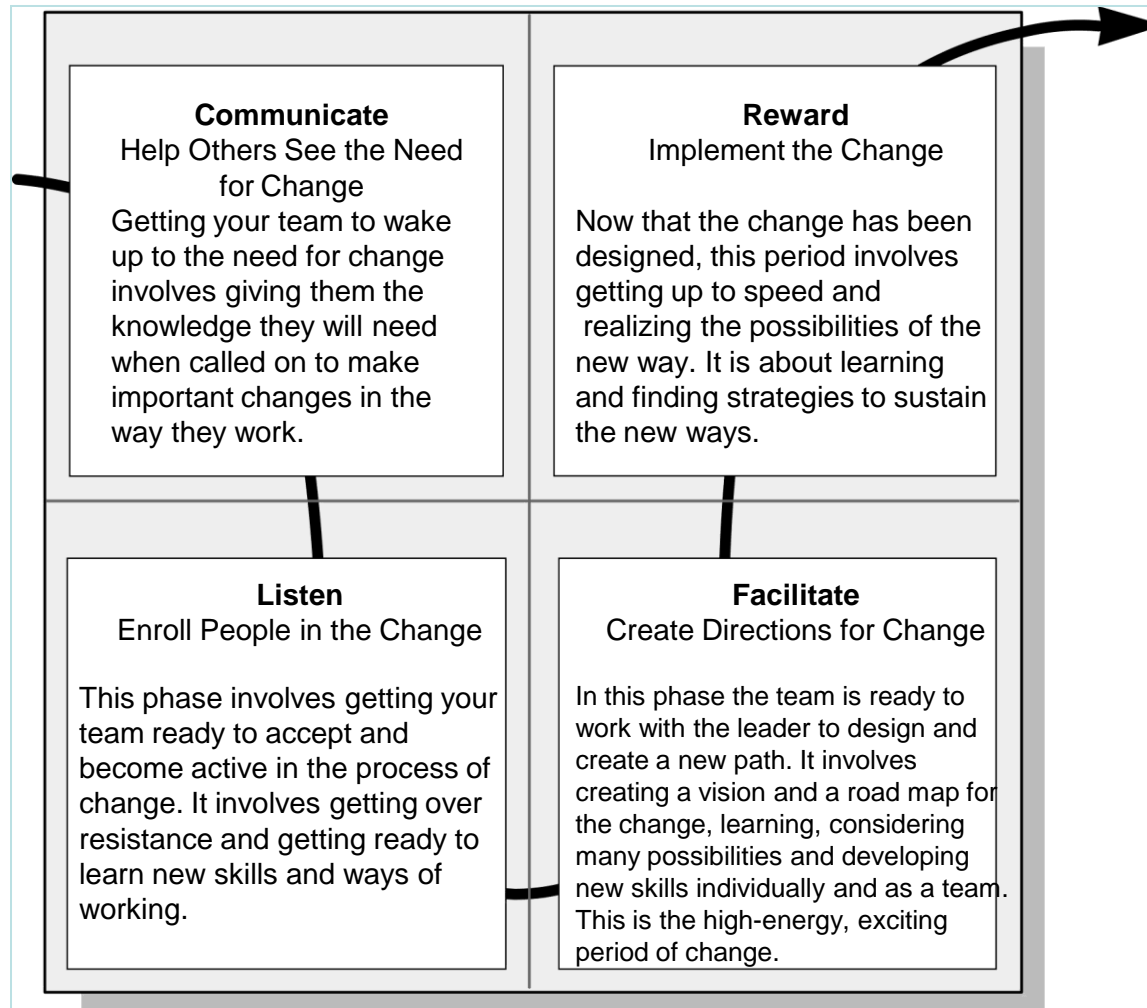 Communicate
Help Others See the Need
for Change
Getting your team to wake
up to the need for change
involves giving them the
knowledge they will need
when called on to make
important changes in the
way they work.
Listen
Enroll People in the Change
This phase involves getting your
team ready to accept and
become active in the process of
change. It involves getting over
resistance and getting ready to
learn new skills and ways of
working.
Facilitate
Create Directions for Change
In this phase the team is ready to
work with the leader to design and
create a new path. It involves
creating a vision and a road map for
the change, learning, considering
many possibilities and developing
new skills individually and as a team.
This is the high-energy, exciting
period of change.
Reward
Implement the Change
Now that the change has been
designed, this period involves
getting up to speed and
realizing the possibilities of the
new way. It is about learning
and finding strategies to sustain
the new ways.